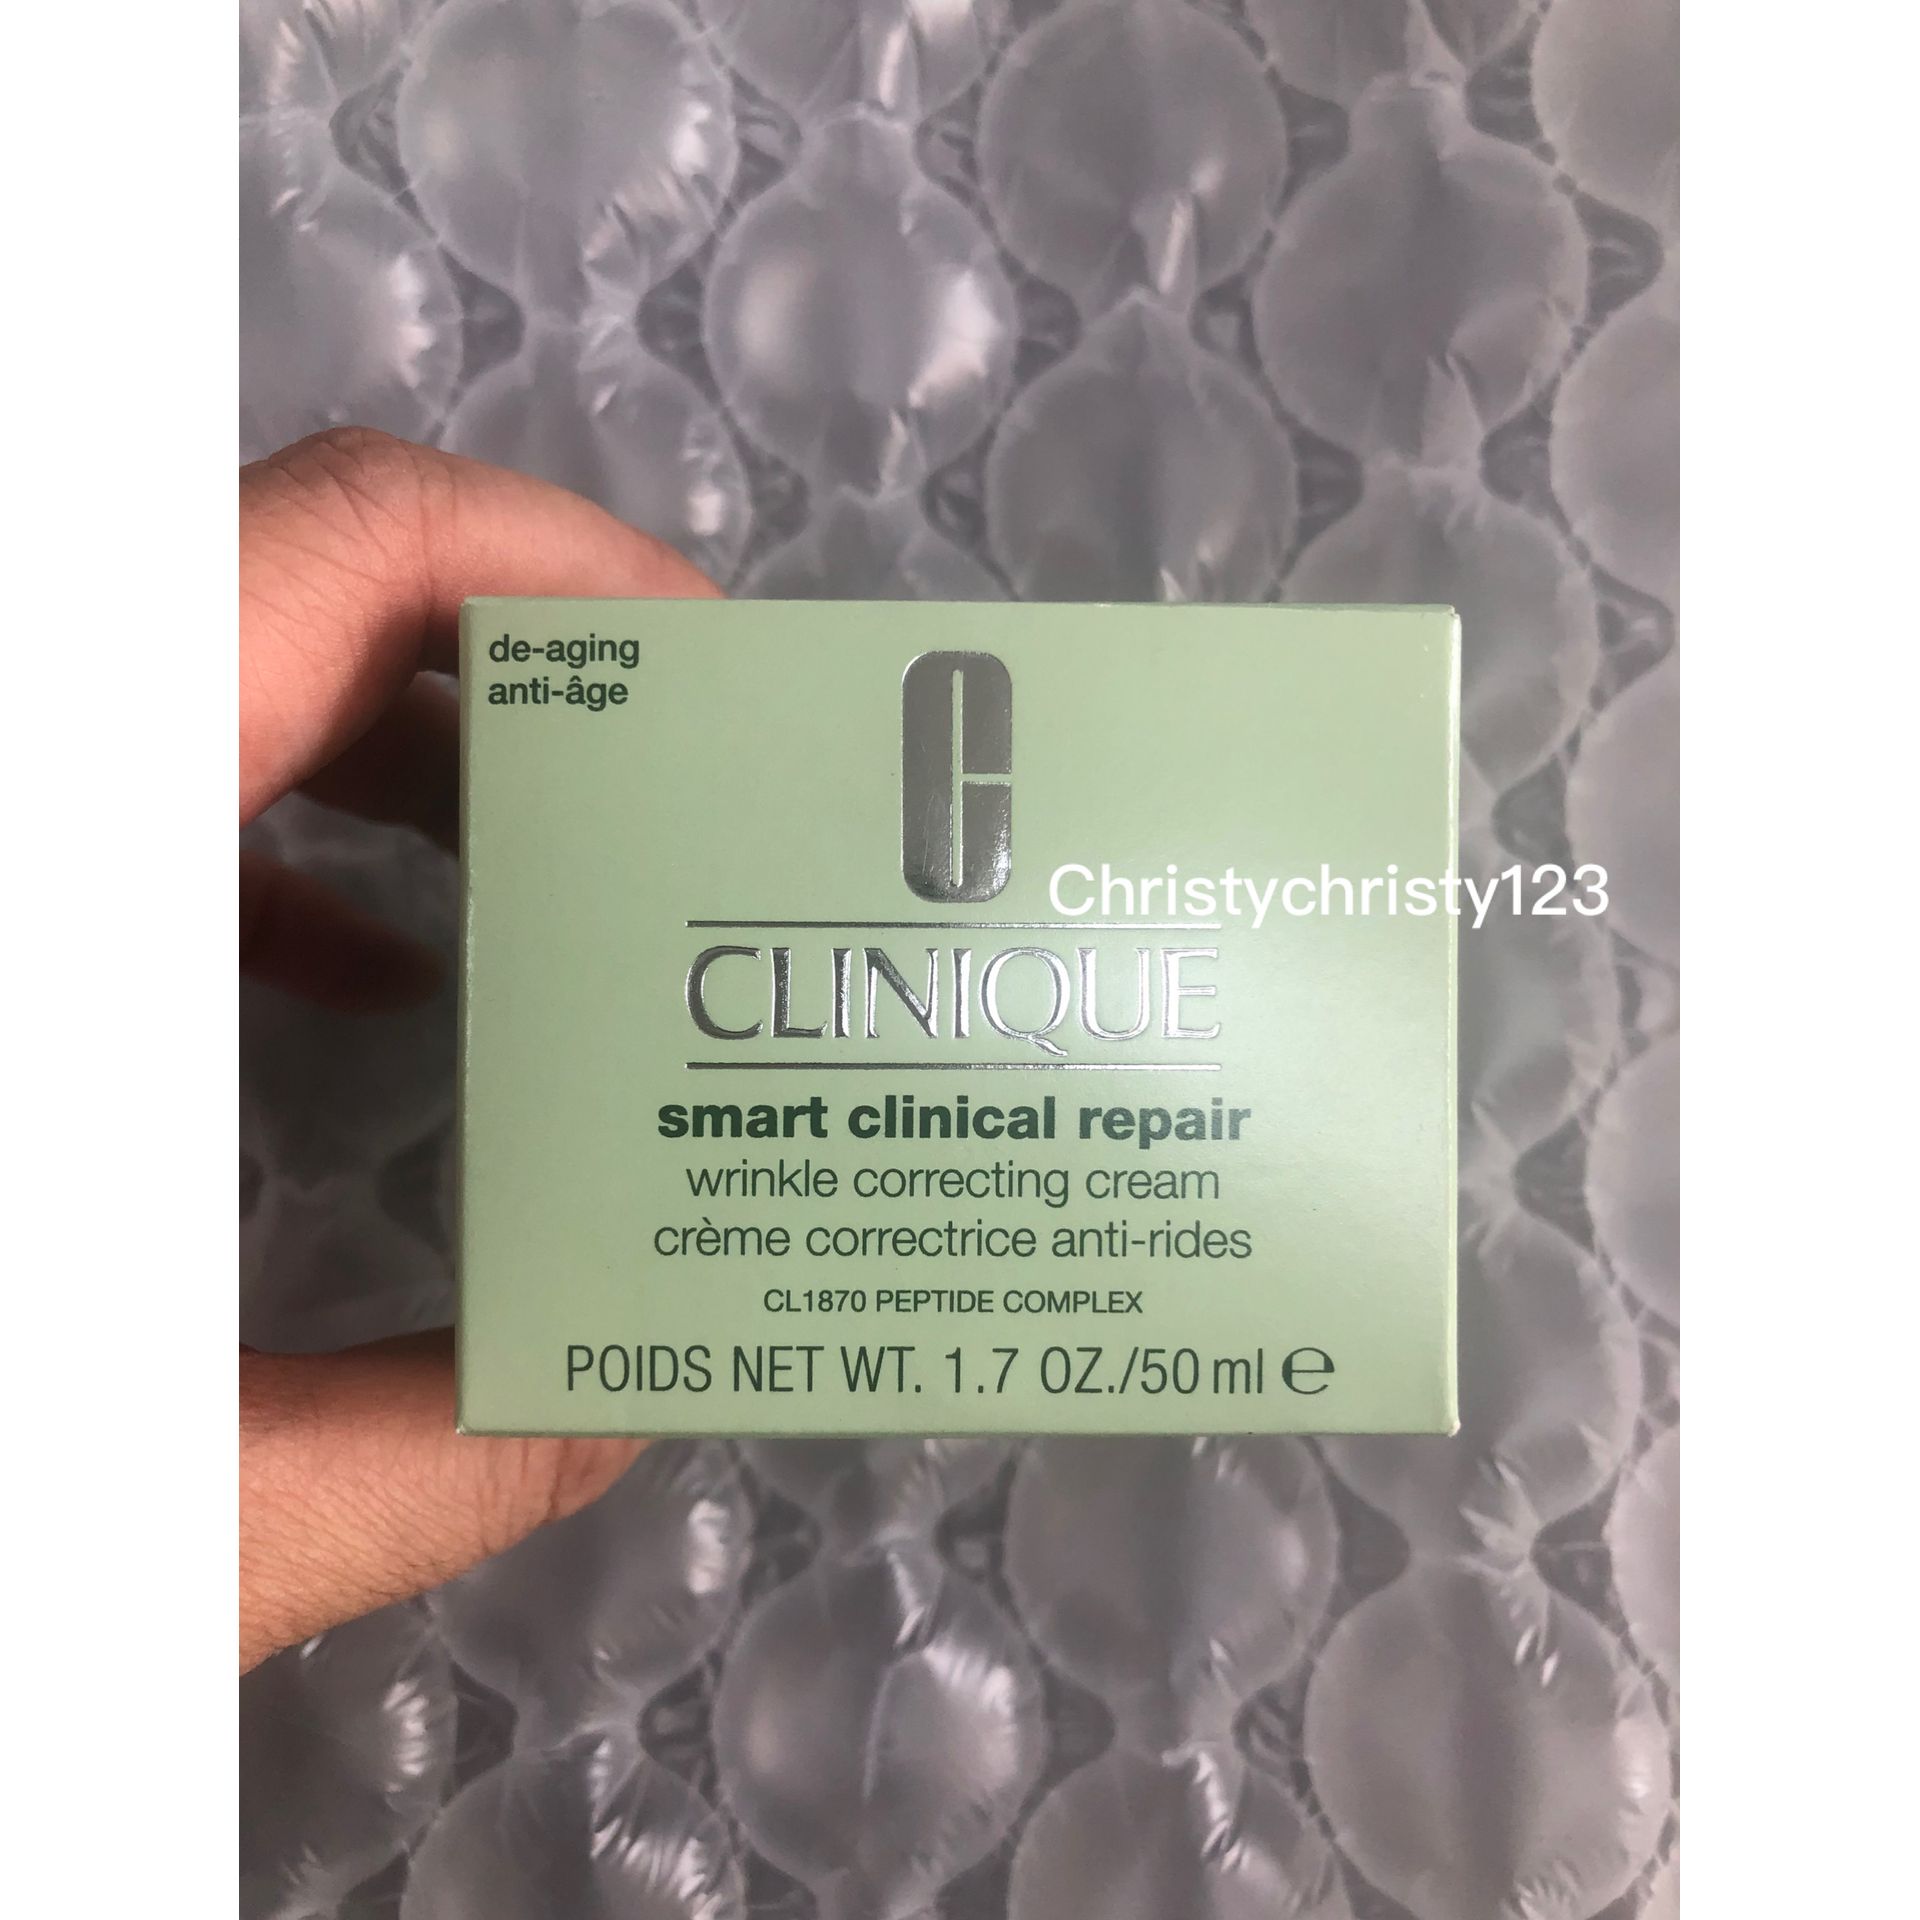 de-aging
anti-âge
C
Christychristy123
CLINIQUE
smart clinical repair
wrinkle correcting cream
crème correctrice anti-rides
CL1870 PEPTIDE COMPLEX
POIDS NET WT. 1.7 OZ./50 ml ℮